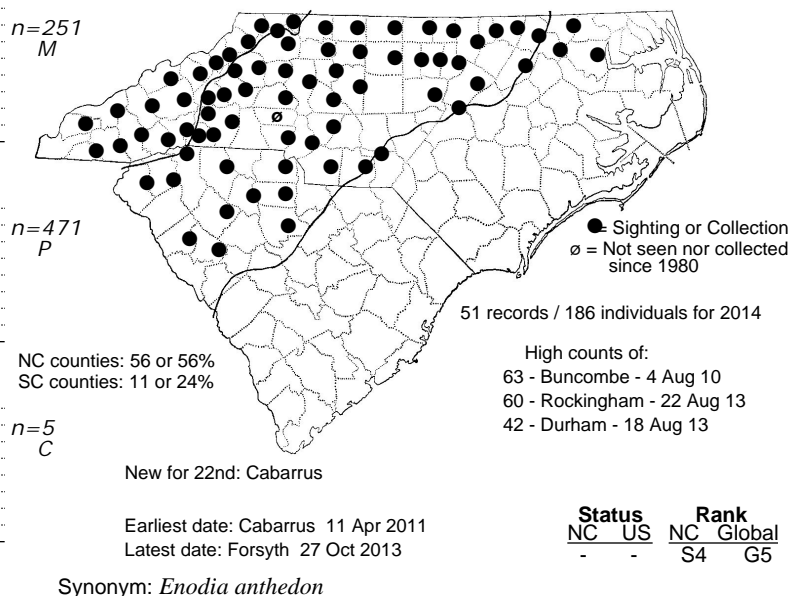 n=251
M
n=471
P
● = Sighting or Collection
ø = Not seen nor collected
since 1980
51 records / 186 individuals for 2014
NC counties: 56 or 56%
SC counties: 11 or 24%
High counts of:
63 - Buncombe - 4 Aug 10
60 - Rockingham - 22 Aug 13
42 - Durham - 18 Aug 13
n=5
C
New for 22nd: Cabarrus
Earliest date: Cabarrus 11 Apr 2011
Latest date: Forsyth 27 Oct 2013
Status Rank
NC US NC Global
- - S4 G5
Synonym: Enodia anthedon